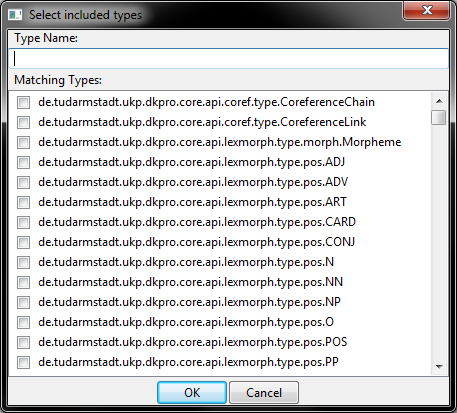 Select included types
Type Name:
Matching Types:
de.tudarmstadt.ukp.dkpro.core.api.coref.type.CoreferenceChain
de.tudarmstadt.ukp.dkpro.core.api.coref.type.CoreferenceLink
de.tudarmstadt.ukp.dkpro.core.api.lexmorph.type.morph.Morpheme
de.tudarmstadt.ukp.dkpro.core.api.lexmorph.type.pos.ADJ
de.tudarmstadt.ukp.dkpro.core.api.lexmorph.type.pos.ADV
de.tudarmstadt.ukp.dkpro.core.api.lexmorph.type.pos.ART
de.tudarmstadt.ukp.dkpro.core.api.lexmorph.type.pos.CARD
de.tudarmstadt.ukp.dkpro.core.api.lexmorph.type.pos.CONJ
de.tudarmstadt.ukp.dkpro.core.api.lexmorph.type.pos.N
de.tudarmstadt.ukp.dkpro.core.api.lexmorph.type.pos.NN
de.tudarmstadt.ukp.dkpro.core.api.lexmorph.type.pos.NP
de.tudarmstadt.ukp.dkpro.core.api.lexmorph.type.pos.O
de.tudarmstadt.ukp.dkpro.core.api.lexmorph.type.pos.POS
de.tudarmstadt.ukp.dkpro.core.api.lexmorph.type.pos.PP
OK Cancel